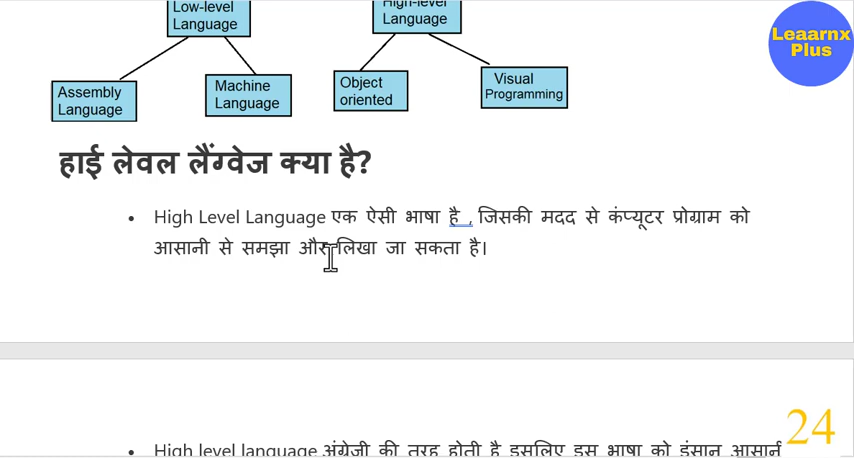 Low-level
Language
High-level
Language
Leaarnx
Plus
Assembly
Language
Machine
Language
Object
oriented
Visual
Programming
हाई लेवल लैंग्वेज क्या है?
• High Level Language एक ऐसी भाषा है , जिसकी मदद से कंप्यूटर प्रोग्राम को
आसानी से समझा और लिखा जा सकता है।
24
• High level language अंग्रेजी की तरह होती है इसलिए इस भाषा को इंसान